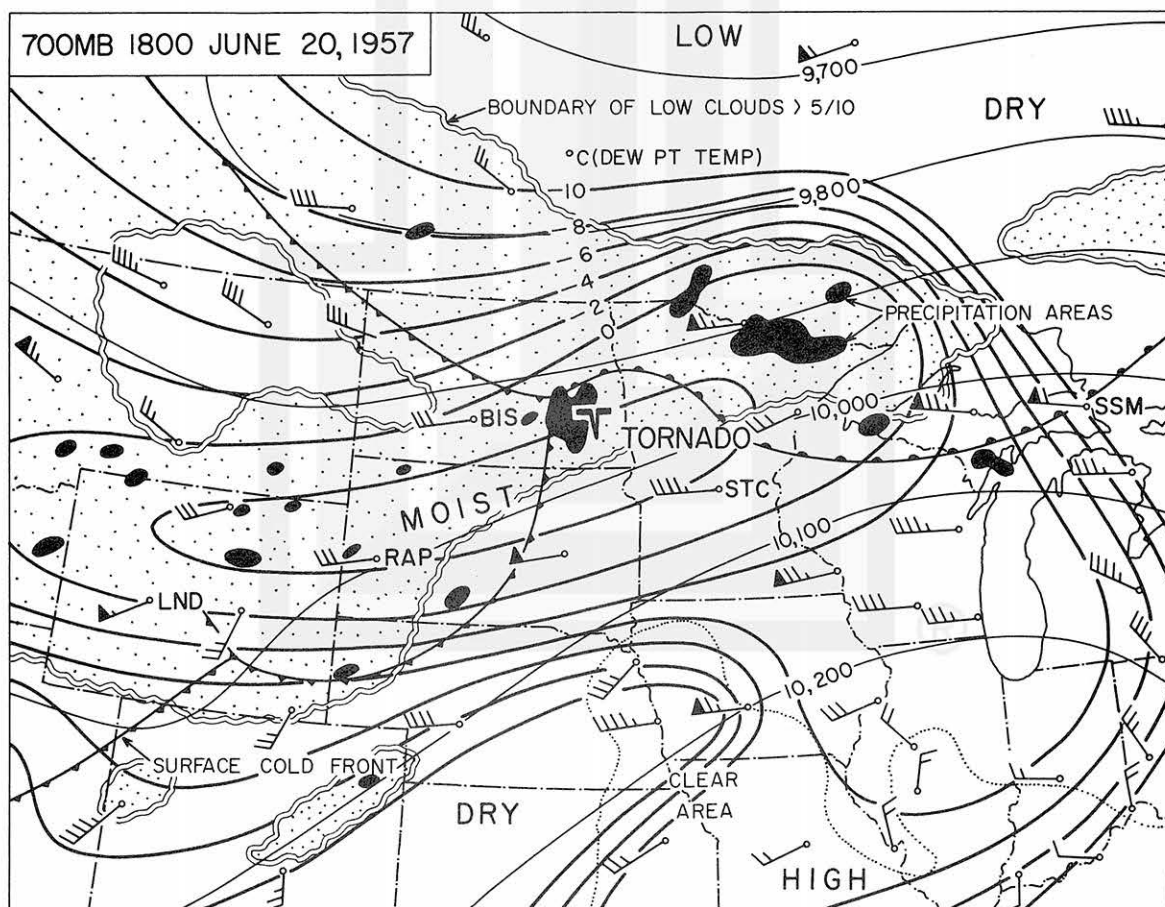 700MB 1800 JUNE 20, 1957
LOW
9,700
BOUNDARY OF LOW CLOUDS > 5/10
DRY
°C(DEW PT TEMP)
10
9,800
8
6
4
2
0
PRECIPITATION AREAS
BIS
T
TORNADO
10,000
SSM
MOIST
STC
RAP
10,100
LND
10,200
SURFACE COLD FRONT
CLEAR
AREA
DRY
HIGH